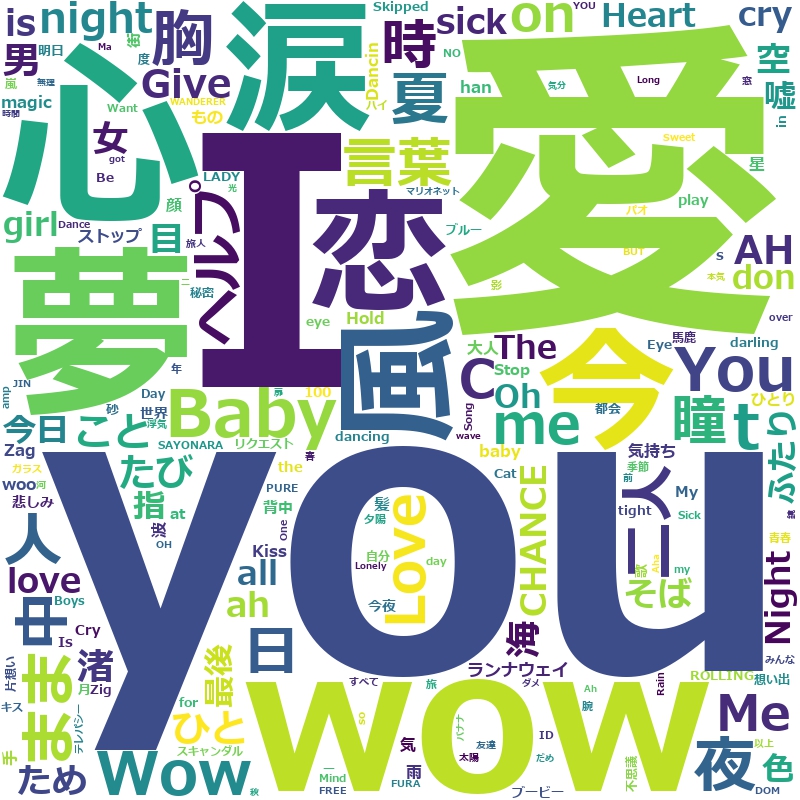 is
night
涙
胸
時
sick
on
Heart
Skipped
YOU
cry
男
街
明日
Ma
度
嵐
無理
時間
magic
Want
got
Be
女
Give
WANDERER
もの
ハイ
Dancin
夏
han
NO
Long
気分
窓
空
嘘
in
心
I
愛
言葉
Sweet
星
LADY
光
O
マリオネット
play
girl
顔
Dance
ストップ
旅人
目
ヘルプ
恋
ブルー
バオ
BUT
S
AH
don
本気
影
over
夢
二
秘密
eye
Hold
風
大人
The
Stop
今
Eye
馬鹿
darling
You
年
amp
JIN
Day
砂
世界
扉
100
浮気
Baby
C
Oh
me
都会
ひとり
今日
こと
SAYONARA
リクエスト
dancing
Song
wave
瞳
t
ふたり
Zag
ガラス
woo
河
たび
the
春
baby
Cat
気持ち
季節
前
悲しみ
指
at
波
OH
PURE
One
背中
髪
夕陽
Love
CHANCE
二人
My
tight
Sick
青春
人
Kiss
all
自分
Lonely
day
歌
Aha
my
you
love
Boys
ah
今夜
そば
Night
中
Is
Cry
渚
Zig
日
海
ランナウェイ
みんな
片想い
月
最後
すべて
旅
ダメ
Ah
Rain
ROLLING
想い出
キス
まま
テレパシー
for
ひと
wow
so
バナナ
腕
ID
友達
だめ
不思議
以上
Me
手
ため
Wow
スキャンダル
秋
一
Mind
FREE
FURA
気
雨
太陽
ブービー
夜
色
DOM